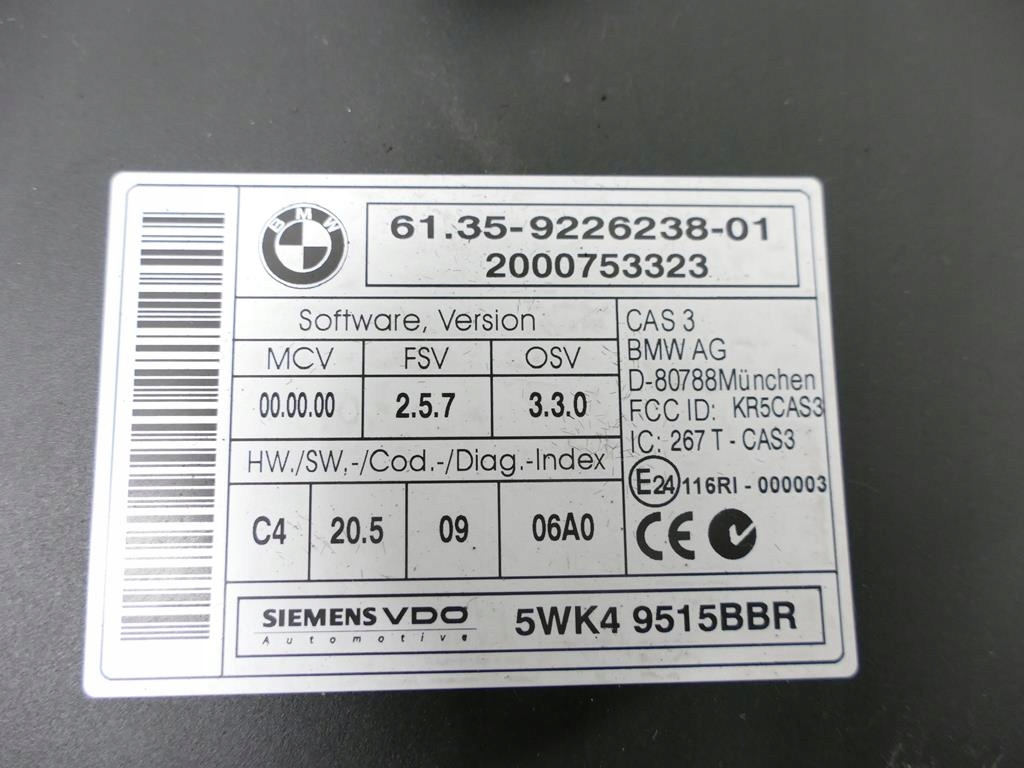 BMW
61.35-9226238-01
2000753323
Software, Version
MCV FSV OSV
00.00.00 2.5.7 3.3.0
HW./SW.-/Cod.-/Diag.-Index
C4 20.5 09 06A0
CAS 3
BMW AG
D-80788München
FCC ID: KR5CAS3
IC: 267 T - CAS3
E24 116RI - 000003
CE
SIEMENS VDO
Automotive
5WK4 9515BBR